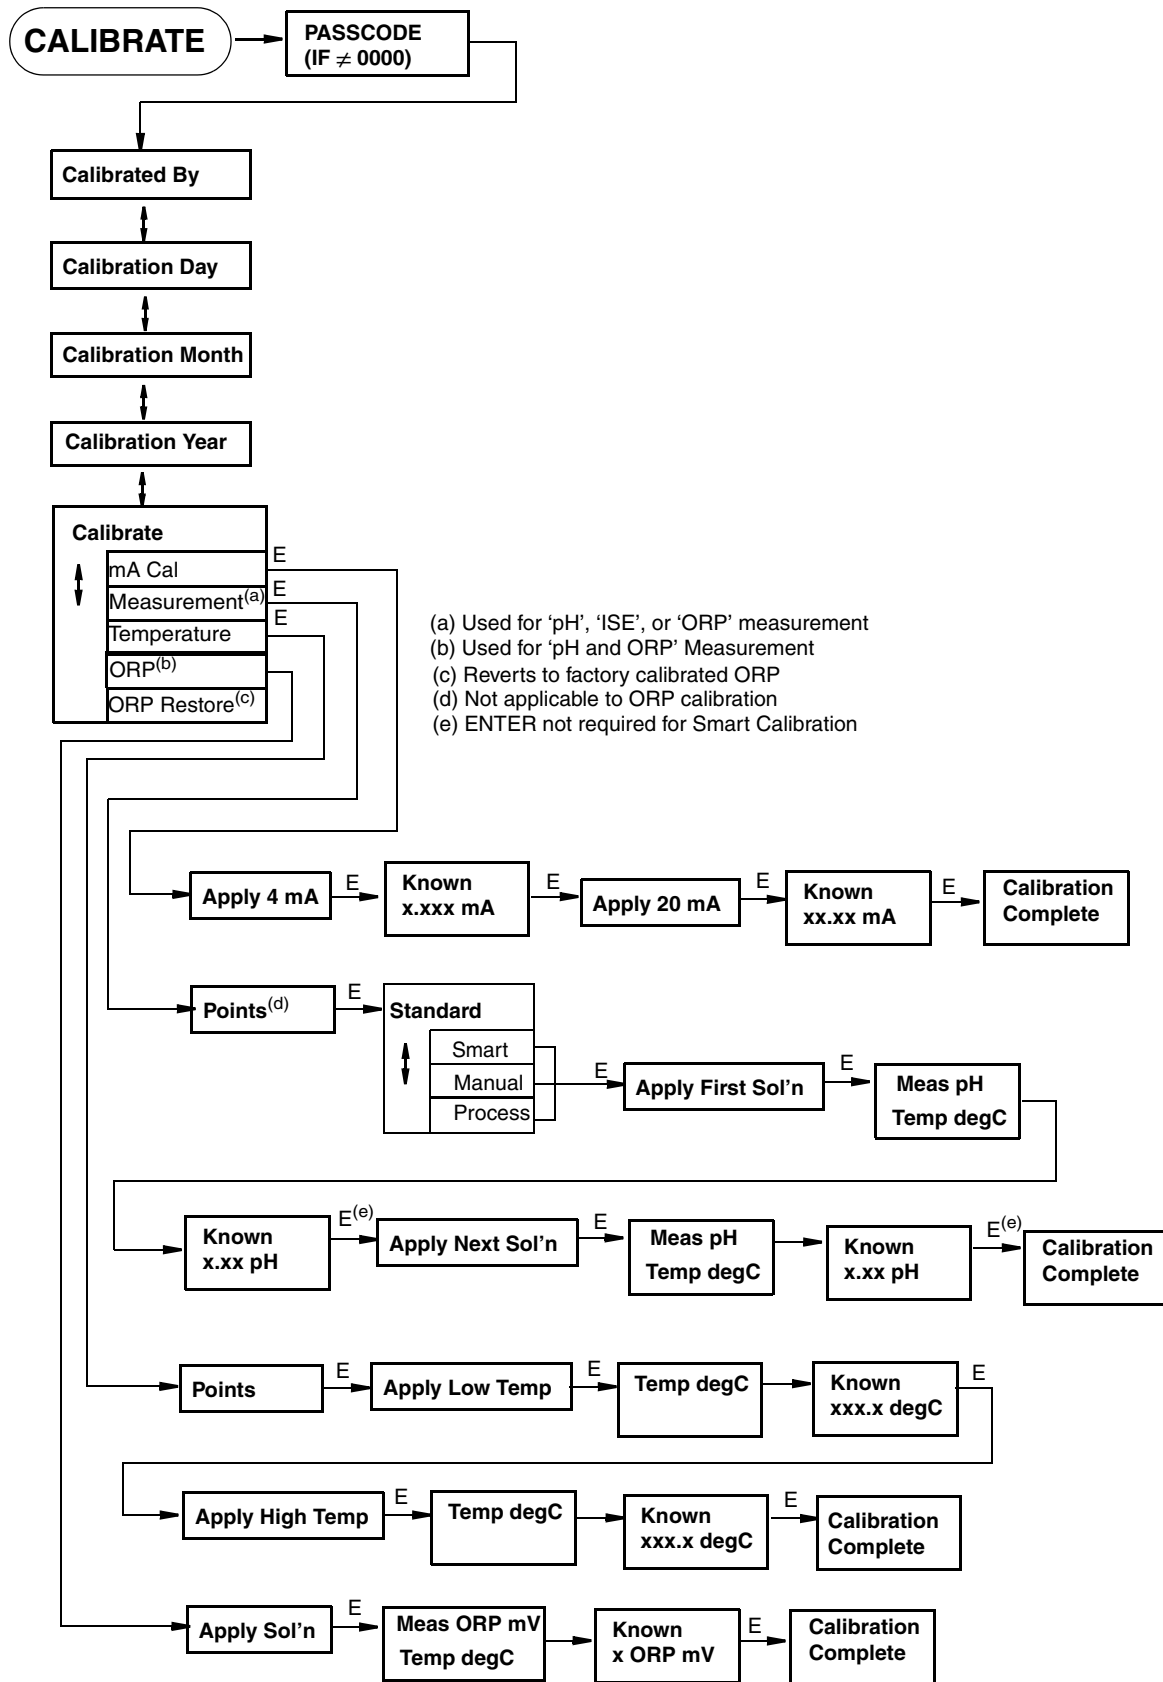 CALIBRATE
PASSCODE
(IF ≠ 0000)
Calibrated By
Calibration Day
Calibration Month
Calibration Year
Calibrate
mA Cal
E
Measurement(a)
E
Temperature
E
ORP(b)
ORP Restore(c)
(a) Used for ‘pH’, ‘ISE’, or ‘ORP’ measurement
(b) Used for ‘pH and ORP’ Measurement
(c) Reverts to factory calibrated ORP
(d) Not applicable to ORP calibration
(e) ENTER not required for Smart Calibration
Apply 4 mA
E
Known
x.xxx mA
E
Apply 20 mA
E
Known
xx.xx mA
E
Calibration
Complete
Points(d)
E
Standard
Smart
Manual
Process
E
Apply First Sol’n
E
Meas pH
Temp degC
Known
x.xx pH
E(e)
Apply Next Sol’n
E
Meas pH
Temp degC
Known
x.xx pH
E(e)
Calibration
Complete
Points
E
Apply Low Temp
E
Temp degC
Known
xxx.x degC
E
Apply High Temp
E
Temp degC
Known
xxx.x degC
E
Calibration
Complete
Apply Sol’n
E
Meas ORP mV
Temp degC
Known
x ORP mV
E
Calibration
Complete